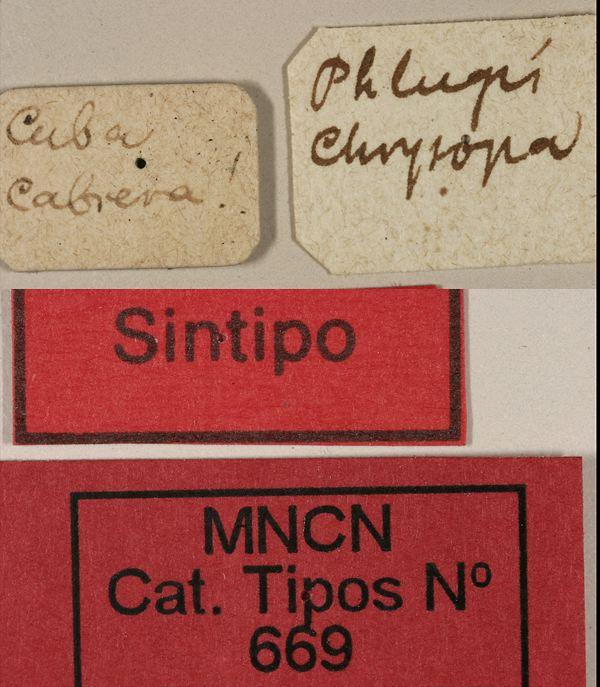 Cuba
Cabrera!
Phlugis
Chrysopa
Sintipo
MNCN
Cat. Tipos Nº
669